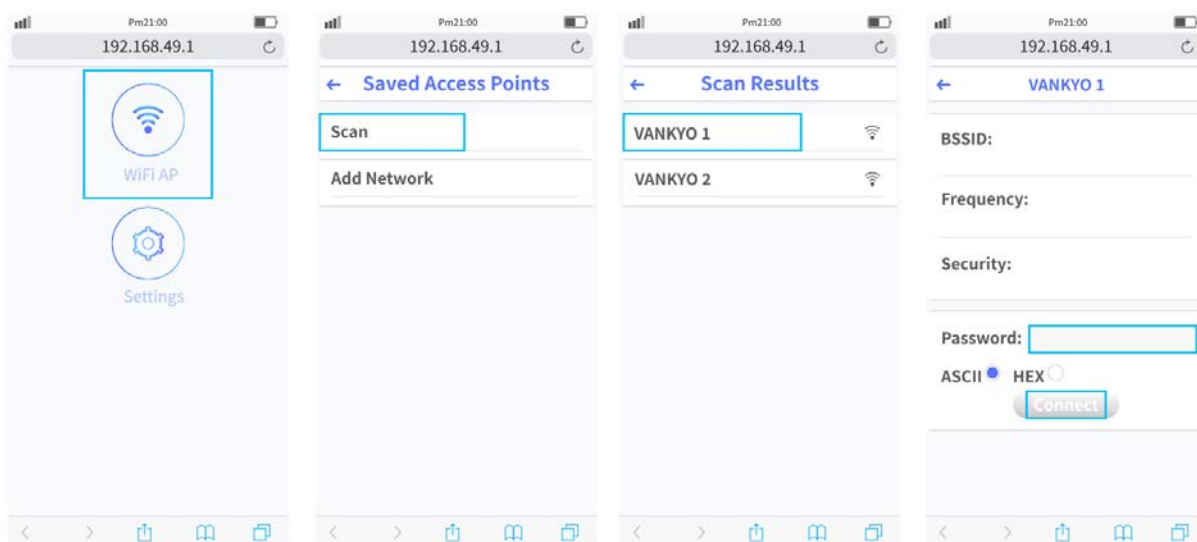 Pm21:00
192.168.49.1
WiFi AP
Settings
Pm21:00
192.168.49.1
← Saved Access Points
Scan
Add Network
Pm21:00
192.168.49.1
← Scan Results
VANKYO 1
VANKYO 2
Pm21:00
192.168.49.1
← VANKYO 1
BSSID:
Frequency:
Security:
Password:
ASCII HEX
Connect